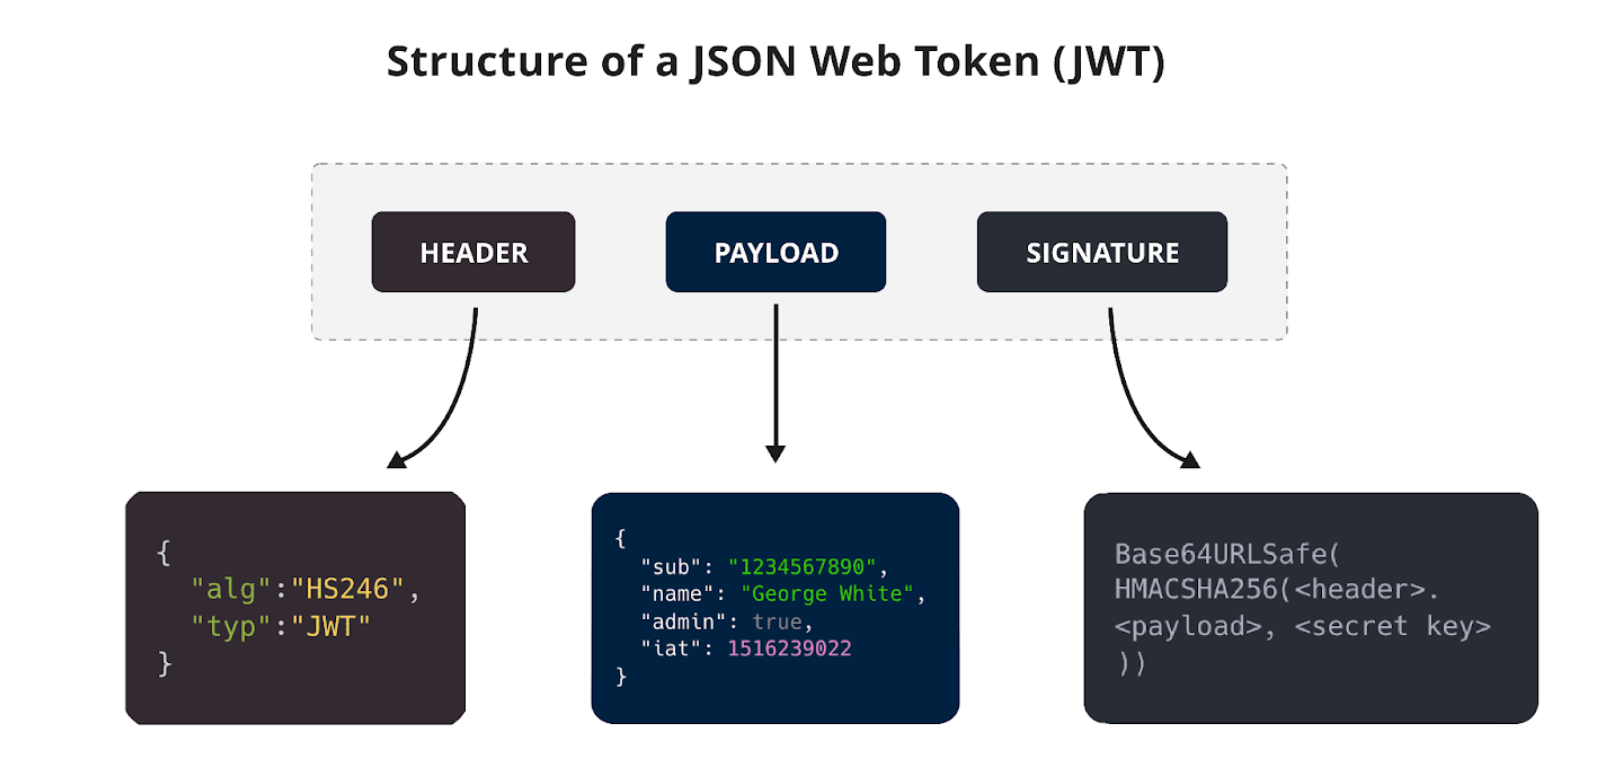 Structure of a JSON Web Token (JWT)
HEADER
PAYLOAD
SIGNATURE
{
"alg":"HS246",
"typ":"JWT"
}
{
"sub": "1234567890",
"name": "George White",
"admin": true,
"iat": 1516239022
}
Base64URLSafe(
HMACSHA256(<header>.
<payload>, <secret key>
))